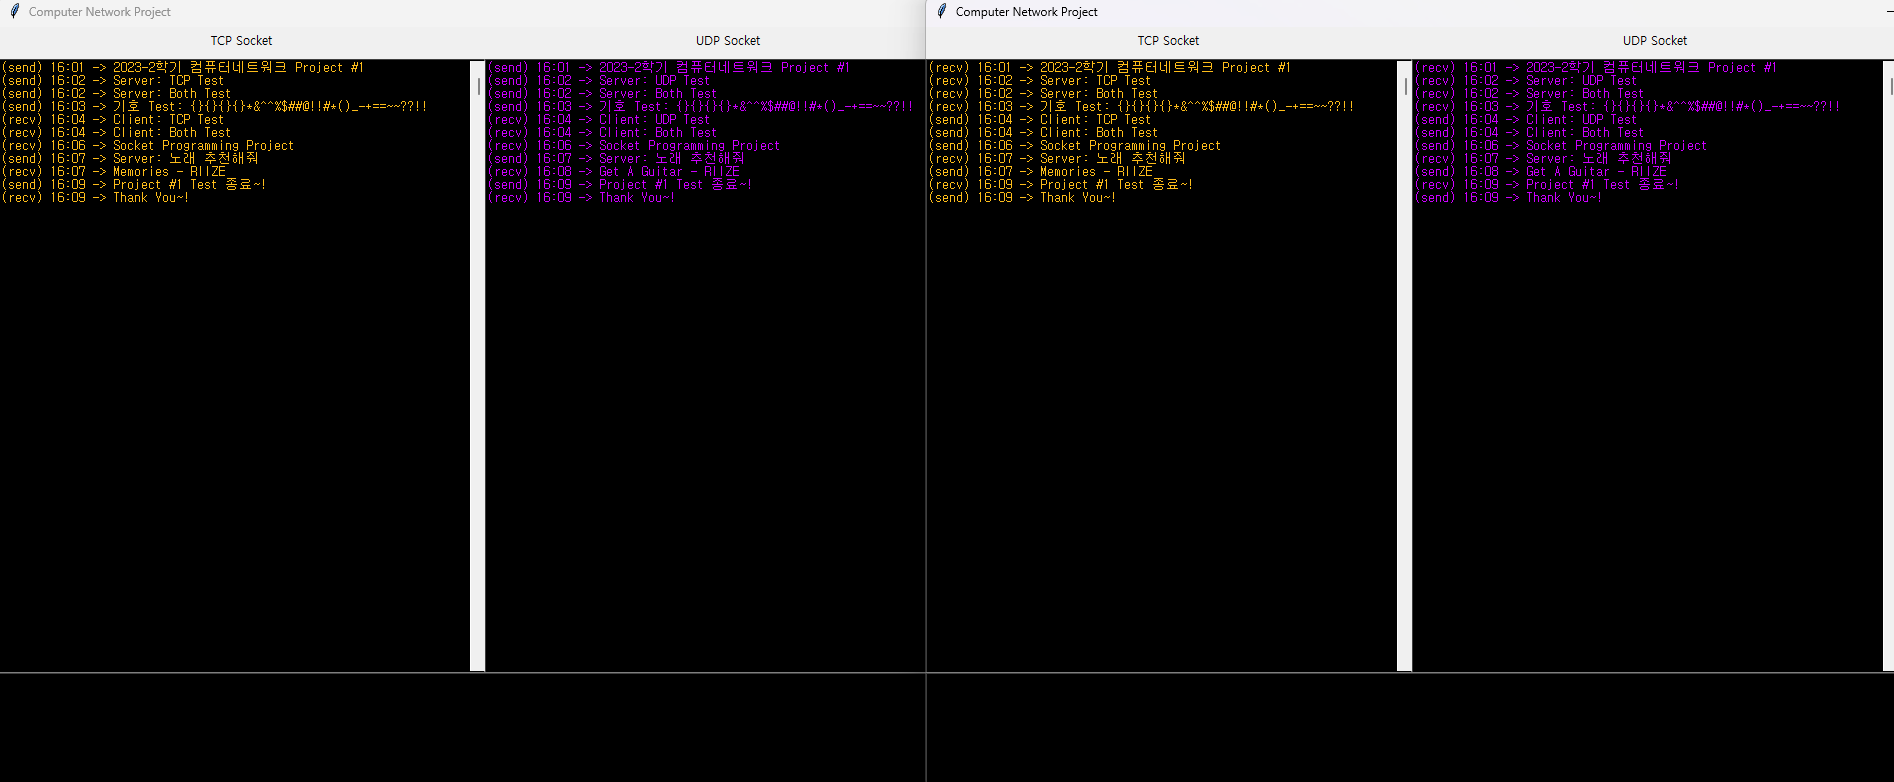 Computer Network Project
TCP Socket
UDP Socket
(send) 16:01 -> 2023-2학기 컴퓨터네트워크 Project #1
(send) 16:02 -> Server: TCP Test
(send) 16:02 -> Server: Both Test
(send) 16:03 -> 기호 Test: {}{}{}{}*&^^%$##@!!#*()_-+==~~??!!
(recv) 16:04 -> Client: TCP Test
(recv) 16:04 -> Client: Both Test
(recv) 16:06 -> Socket Programming Project
(send) 16:07 -> Server: 노래 추천해줘
(recv) 16:07 -> Memories - RIIZE
(send) 16:09 -> Project #1 Test 종료~!
(recv) 16:09 -> Thank You~!
(send) 16:01 -> 2023-2학기 컴퓨터네트워크 Project #1
(send) 16:02 -> Server: UDP Test
(send) 16:02 -> Server: Both Test
(send) 16:03 -> 기호 Test: {}{}{}{}*&^^%$##@!!#*()_-+==~~??!!
(recv) 16:04 -> Client: UDP Test
(recv) 16:04 -> Client: Both Test
(recv) 16:06 -> Socket Programming Project
(send) 16:07 -> Server: 노래 추천해줘
(recv) 16:08 -> Get A Guitar - RIIZE
(send) 16:09 -> Project #1 Test 종료~!
(recv) 16:09 -> Thank You~!
Computer Network Project
TCP Socket
UDP Socket
(recv) 16:01 -> 2023-2학기 컴퓨터네트워크 Project #1
(recv) 16:02 -> Server: TCP Test
(recv) 16:02 -> Server: Both Test
(recv) 16:03 -> 기호 Test: {}{}{}{}*&^^%$##@!!#*()_-+==~~??!!
(send) 16:04 -> Client: TCP Test
(send) 16:04 -> Client: Both Test
(send) 16:06 -> Socket Programming Project
(recv) 16:07 -> Server: 노래 추천해줘
(send) 16:07 -> Memories - RIIZE
(recv) 16:09 -> Project #1 Test 종료~!
(send) 16:09 -> Thank You~!
(recv) 16:01 -> 2023-2학기 컴퓨터네트워크 Project #1
(recv) 16:02 -> Server: UDP Test
(recv) 16:02 -> Server: Both Test
(recv) 16:03 -> 기호 Test: {}{}{}{}*&^^%$##@!!#*()_-+==~~??!!
(send) 16:04 -> Client: UDP Test
(send) 16:04 -> Client: Both Test
(send) 16:06 -> Socket Programming Project
(recv) 16:07 -> Server: 노래 추천해줘
(send) 16:08 -> Get A Guitar - RIIZE
(recv) 16:09 -> Project #1 Test 종료~!
(send) 16:09 -> Thank You~!